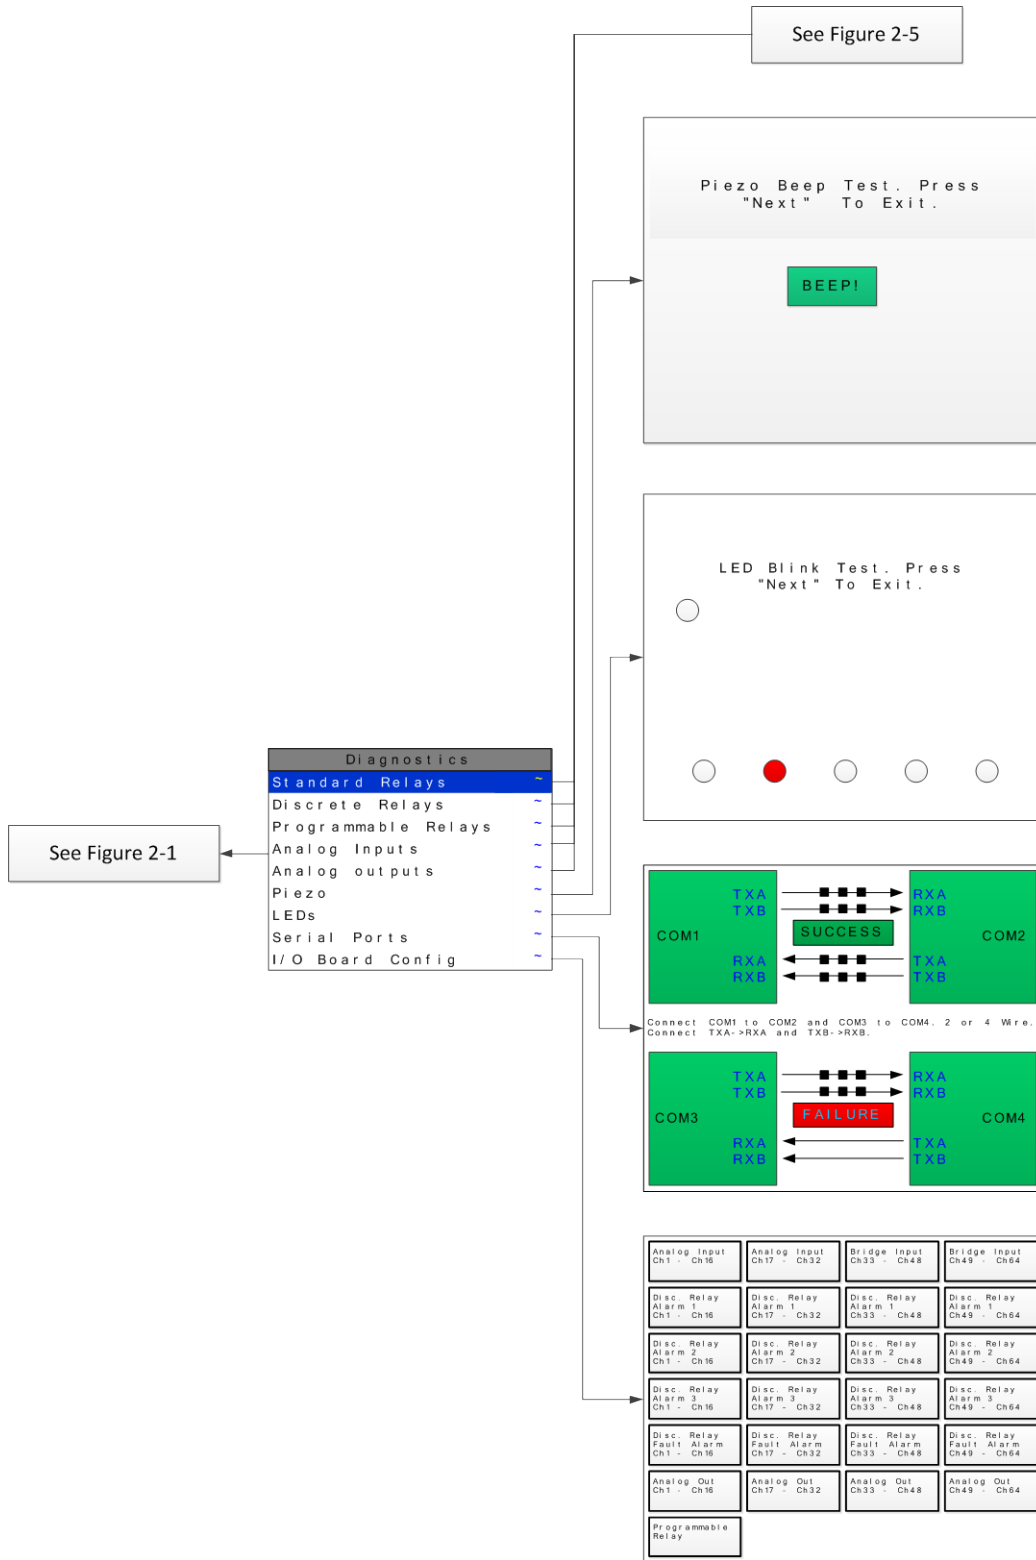 See Figure 2-5
Piezo Beep Test. Press
"Next" To Exit.
BEEP!
LED Blink Test. Press
"Next" To Exit.
Diagnostics
Standard Relays ~
Discrete Relays ~
Programmable Relays ~
Analog Inputs ~
Analog outputs ~
Piezo ~
LEDs ~
Serial Ports ~
I/O Board Config ~
See Figure 2-1
TXA RXA
TXB RXB
COM1 SUCCESS COM2
RXA TXA
RXB TXB
Connect COM1 to COM2 and COM3 to COM4. 2 or 4 Wire.
Connect TXA->RXA and TXB->RXB.
TXA RXA
TXB RXB
COM3 FAILURE COM4
RXA TXA
RXB TXB
Analog Input Analog Input Bridge Input Bridge Input
Ch1 - Ch16 Ch17 - Ch32 Ch33 - Ch48 Ch49 - Ch64
Disc. Relay Disc. Relay Disc. Relay Disc. Relay
Alarm 1 Alarm 1 Alarm 1 Alarm 1
Ch1 - Ch16 Ch17 - Ch32 Ch33 - Ch48 Ch49 - Ch64
Disc. Relay Disc. Relay Disc. Relay Disc. Relay
Alarm 2 Alarm 2 Alarm 2 Alarm 2
Ch1 - Ch16 Ch17 - Ch32 Ch33 - Ch48 Ch49 - Ch64
Disc. Relay Disc. Relay Disc. Relay Disc. Relay
Alarm 3 Alarm 3 Alarm 3 Alarm 3
Ch1 - Ch16 Ch17 - Ch32 Ch33 - Ch48 Ch49 - Ch64
Disc. Relay Disc. Relay Disc. Relay Disc. Relay
Fault Alarm Fault Alarm Fault Alarm Fault Alarm
Ch1 - Ch16 Ch17 - Ch32 Ch33 - Ch48 Ch49 - Ch64
Analog Out Analog Out Analog Out Analog Out
Ch1 - Ch16 Ch17 - Ch32 Ch33 - Ch48 Ch49 - Ch64
Programmable
Relay